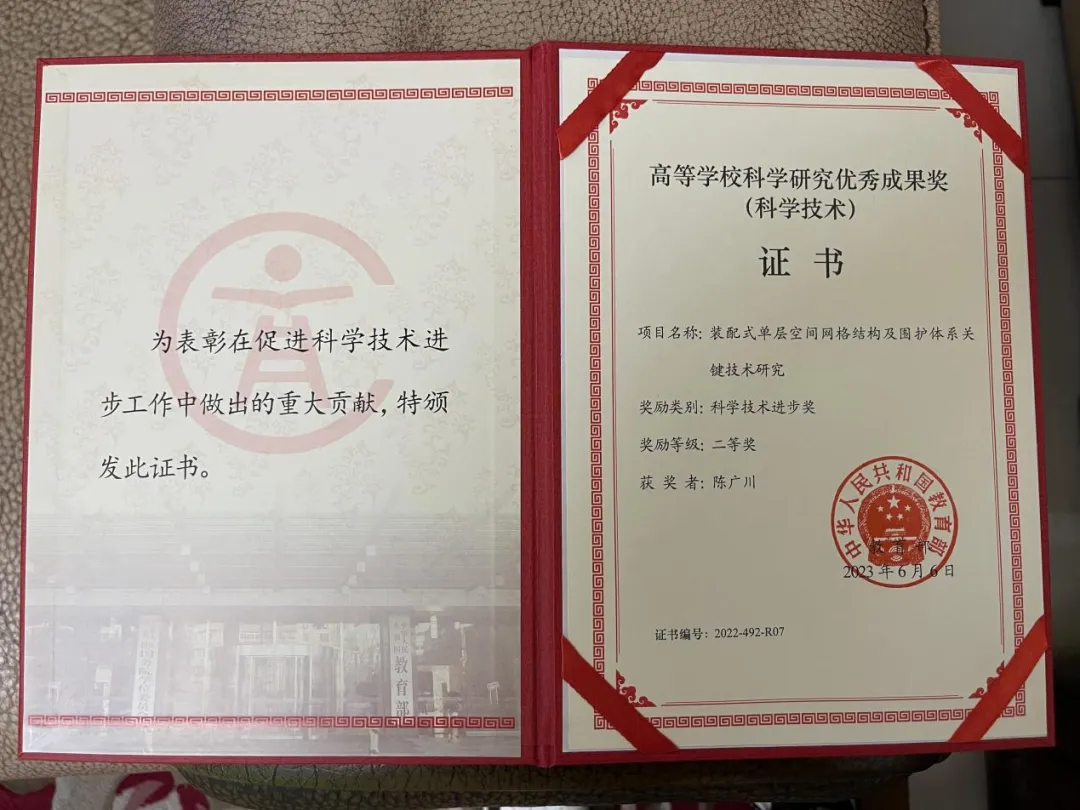 为表彰在促进科学技术进
步工作中做出的重大贡献，特颁
发此证书。
教育部
高等学校科学研究优秀成果奖
（科学技术）
证书
项目名称：装配式单层空间网格结构及围护体系关
键技术研究
奖励类别：科学技术进步奖
奖励等级：二等奖
获奖者：陈广川
中华人民共和国教育部
教育部
2023年6月6日
证书编号：2022-492-R07